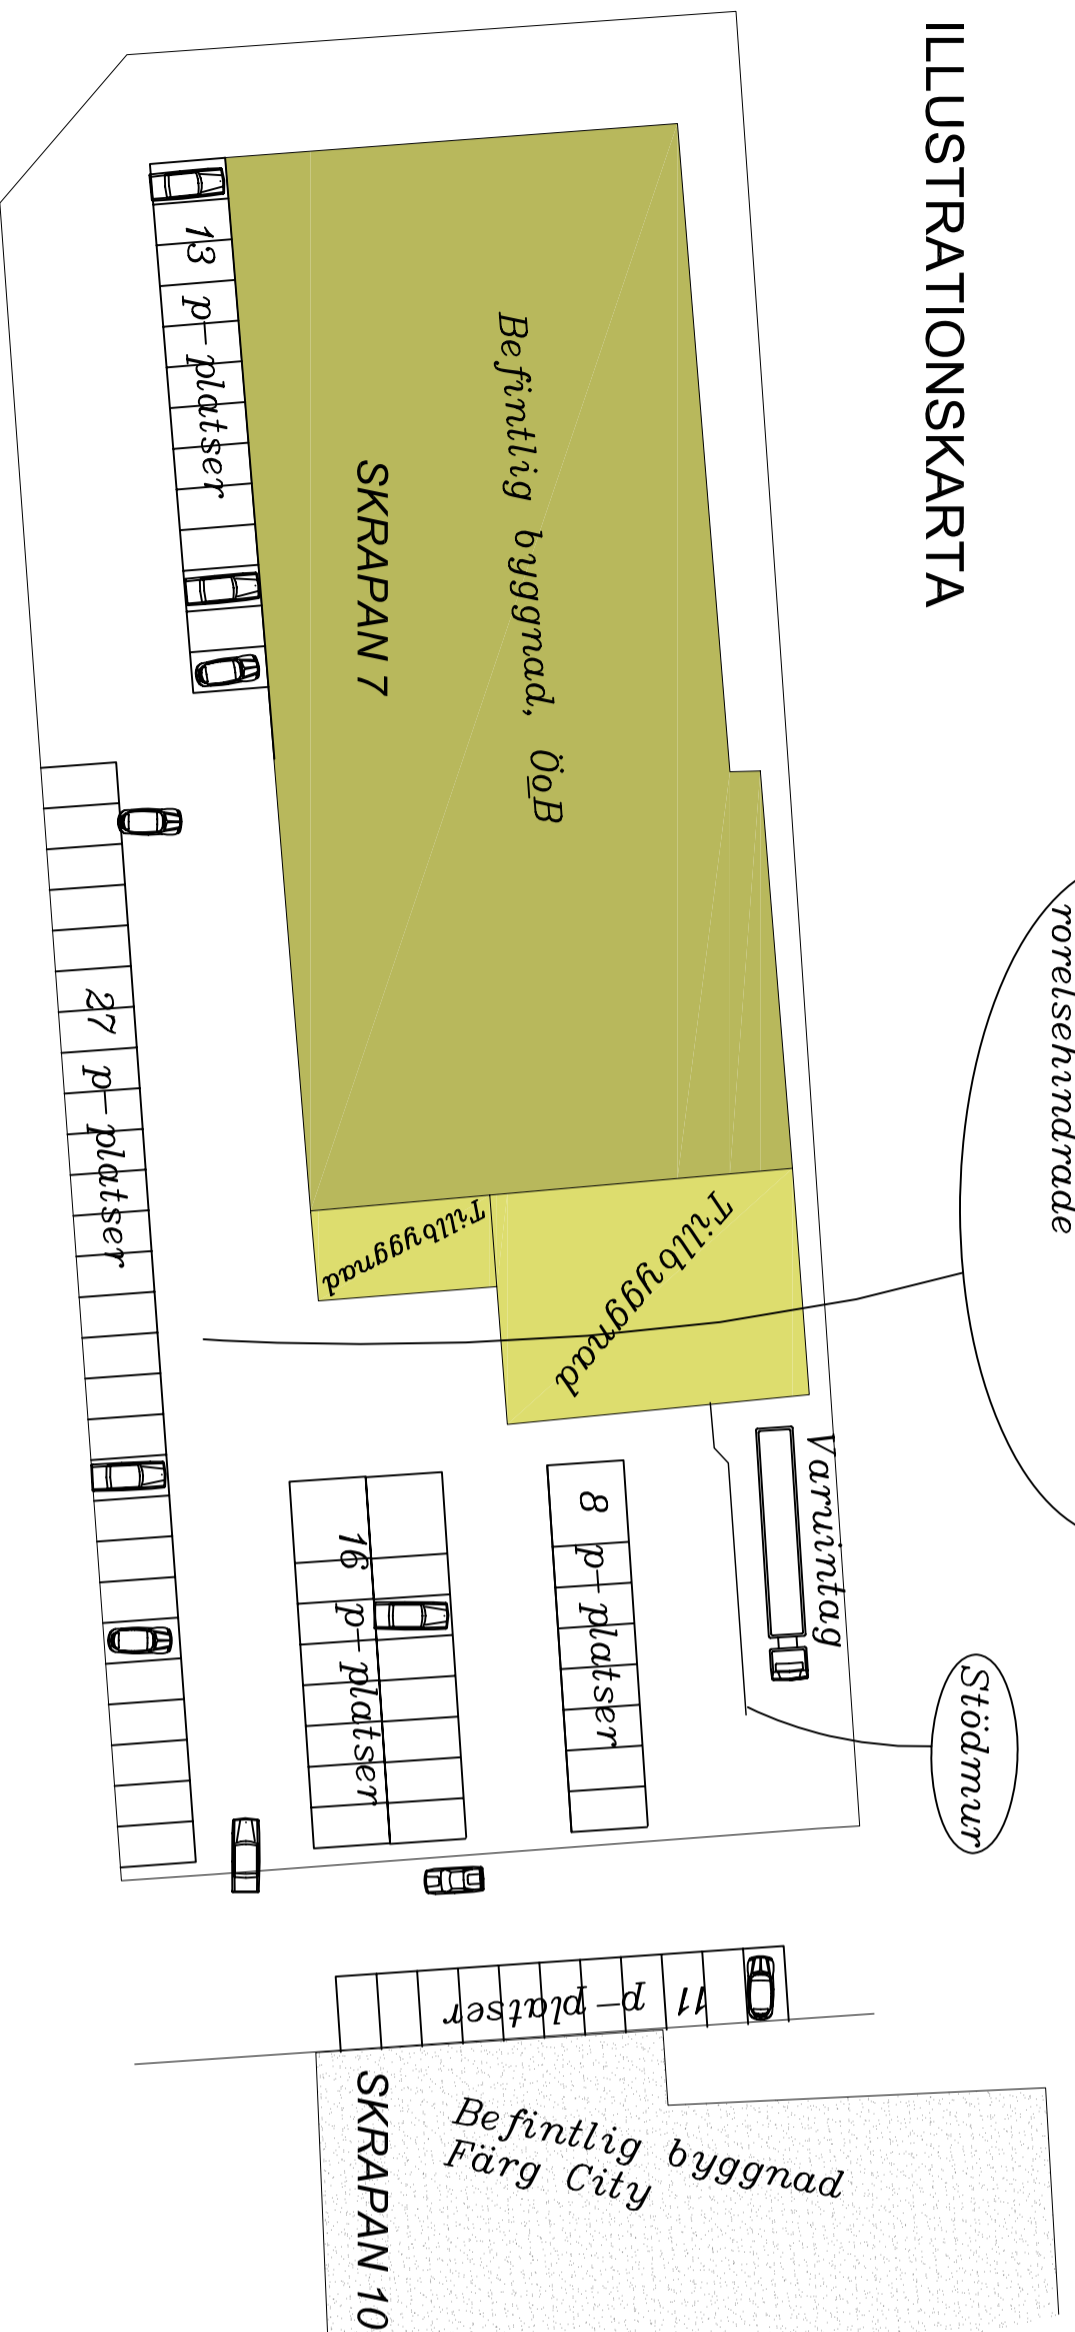 ILLUSTRATIONSKARTA
13 p-platser
Befintlig byggnad, ÖoB
SKRAPAN 7
27 p-platser
rörelsehindrade
Tillbyggnad
Tillbyggnad
Varuintag
8 p-platser
16 p-platser
Stödmur
11 p-platser
SKRAPAN 10
Befintlig byggnad
Färg City